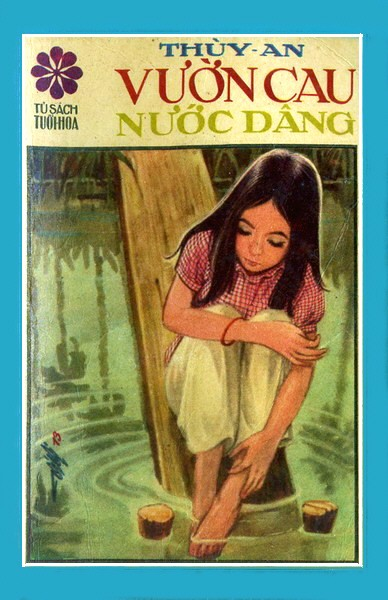 THÙY-AN
VƯỜN CAU
NƯỚC DÂNG
TỦ SÁCH
TUỔI HOA